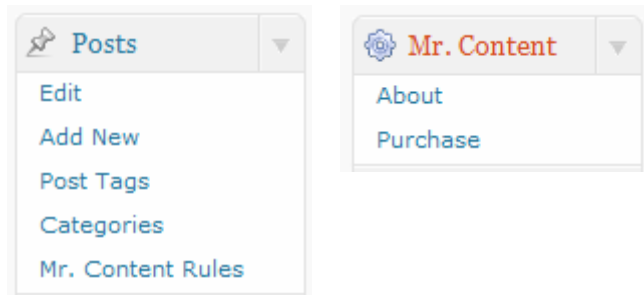 Posts
Edit
Add New
Post Tags
Categories
Mr. Content Rules
Mr. Content
About
Purchase